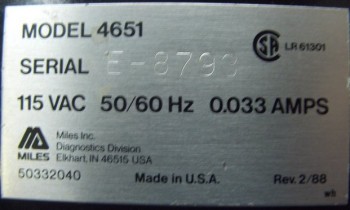 MODEL 4651
LR 61301
SERIAL E-8793
115 VAC 50/60 Hz 0.033 AMPS
Miles Inc.
Diagnostics Division
MILES Elkhart, IN 46515 USA
50332040 Made in U.S.A. Rev. 2/88